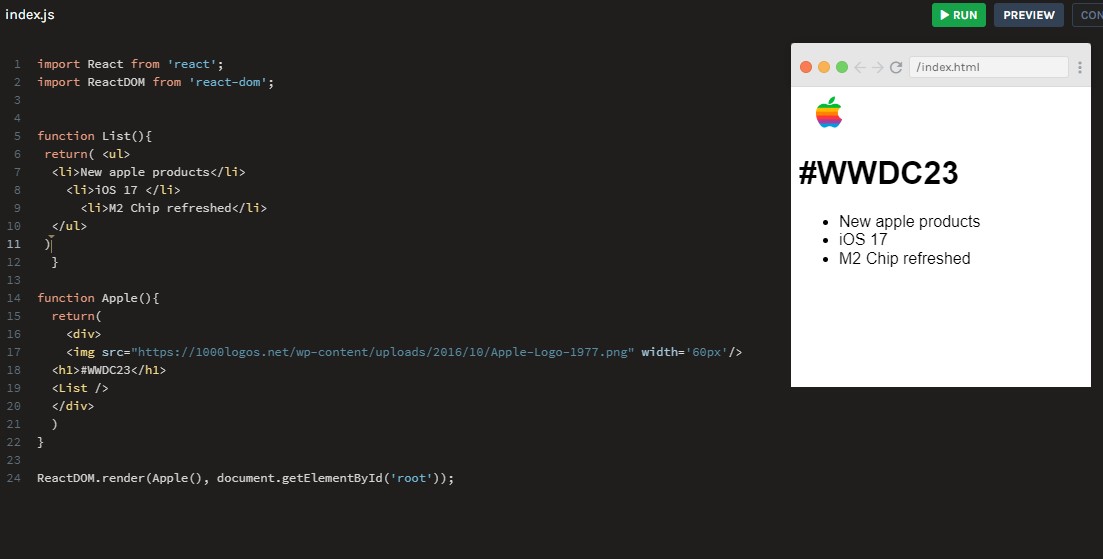 index.js
RUN
PREVIEW
CON
1 import React from 'react';
2 import ReactDOM from 'react-dom';
3
4
5 function List(){
6 return( <ul>
7 <li>New apple products</li>
8 <li>iOS 17 </li>
9 <li>M2 Chip refreshed</li>
10 </ul>
11 )
12 }
13
14 function Apple(){
15 return(
16 <div>
17 <img src="https://1000logos.net/wp-content/uploads/2016/10/Apple-Logo-1977.png" width='60px'/>
18 <h1>#WWDC23</h1>
19 <List />
20 </div>
21 )
22 }
23
24 ReactDOM.render(Apple(), document.getElementById('root'));
/index.html
#WWDC23
• New apple products
• iOS 17
• M2 Chip refreshed